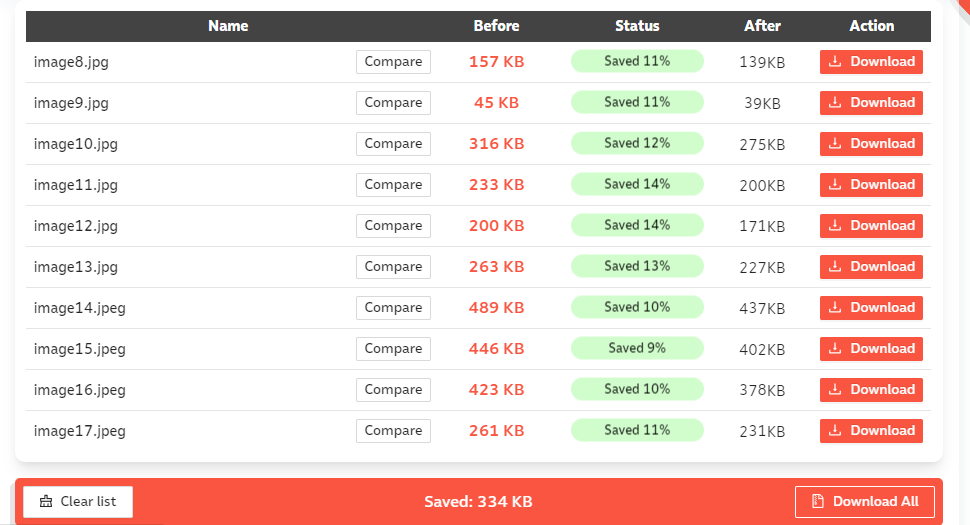 Name Before Status After Action
image8.jpg Compare 157 KB Saved 11% 139KB Download
image9.jpg Compare 45 KB Saved 11% 39KB Download
image10.jpg Compare 316 KB Saved 12% 275KB Download
image11.jpg Compare 233 KB Saved 14% 200KB Download
image12.jpg Compare 200 KB Saved 14% 171KB Download
image13.jpg Compare 263 KB Saved 13% 227KB Download
image14.jpeg Compare 489 KB Saved 10% 437KB Download
image15.jpeg Compare 446 KB Saved 9% 402KB Download
image16.jpeg Compare 423 KB Saved 10% 378KB Download
image17.jpeg Compare 261 KB Saved 11% 231KB Download
Clear list Saved: 334 KB Download All